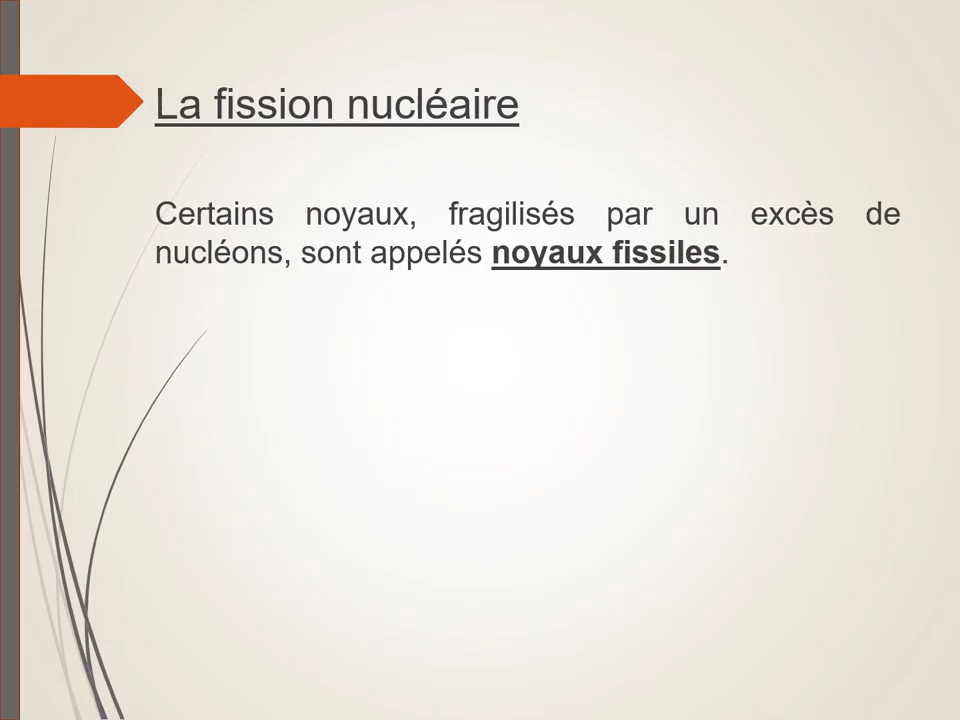 La fission nucléaire
Certains noyaux, fragilisés par un excès de
nucléons, sont appelés noyaux fissiles.